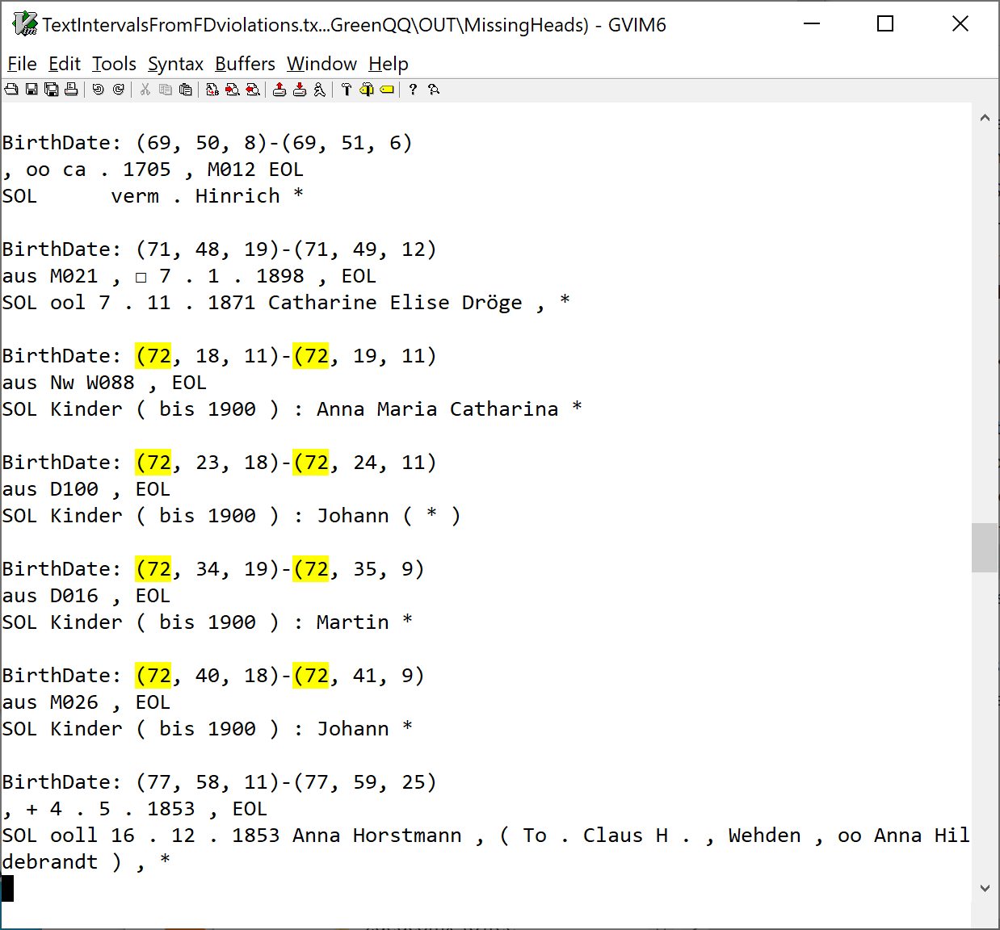 TextIntervalsFromFDviolations.tx...GreenQQ\OUT\MissingHeads) - GVIM6
File Edit Tools Syntax Buffers Window Help
BirthDate: (69, 50, 8)-(69, 51, 6)
, oo ca . 1705 , M012 EOL
SOL      verm . Hinrich *
BirthDate: (71, 48, 19)-(71, 49, 12)
aus M021 , □ 7 . 1 . 1898 , EOL
SOL ool 7 . 11 . 1871 Catharine Elise Dröge , *
BirthDate: (72, 18, 11)-(72, 19, 11)
aus Nw W088 , EOL
SOL Kinder ( bis 1900 ) : Anna Maria Catharina *
BirthDate: (72, 23, 18)-(72, 24, 11)
aus D100 , EOL
SOL Kinder ( bis 1900 ) : Johann ( * )
BirthDate: (72, 34, 19)-(72, 35, 9)
aus D016 , EOL
SOL Kinder ( bis 1900 ) : Martin *
BirthDate: (72, 40, 18)-(72, 41, 9)
aus M026 , EOL
SOL Kinder ( bis 1900 ) : Johann *
BirthDate: (77, 58, 11)-(77, 59, 25)
, + 4 . 5 . 1853 , EOL
SOL ooll 16 . 12 . 1853 Anna Horstmann , ( To . Claus H . , Wehden , oo Anna Hil
debrandt ) , *